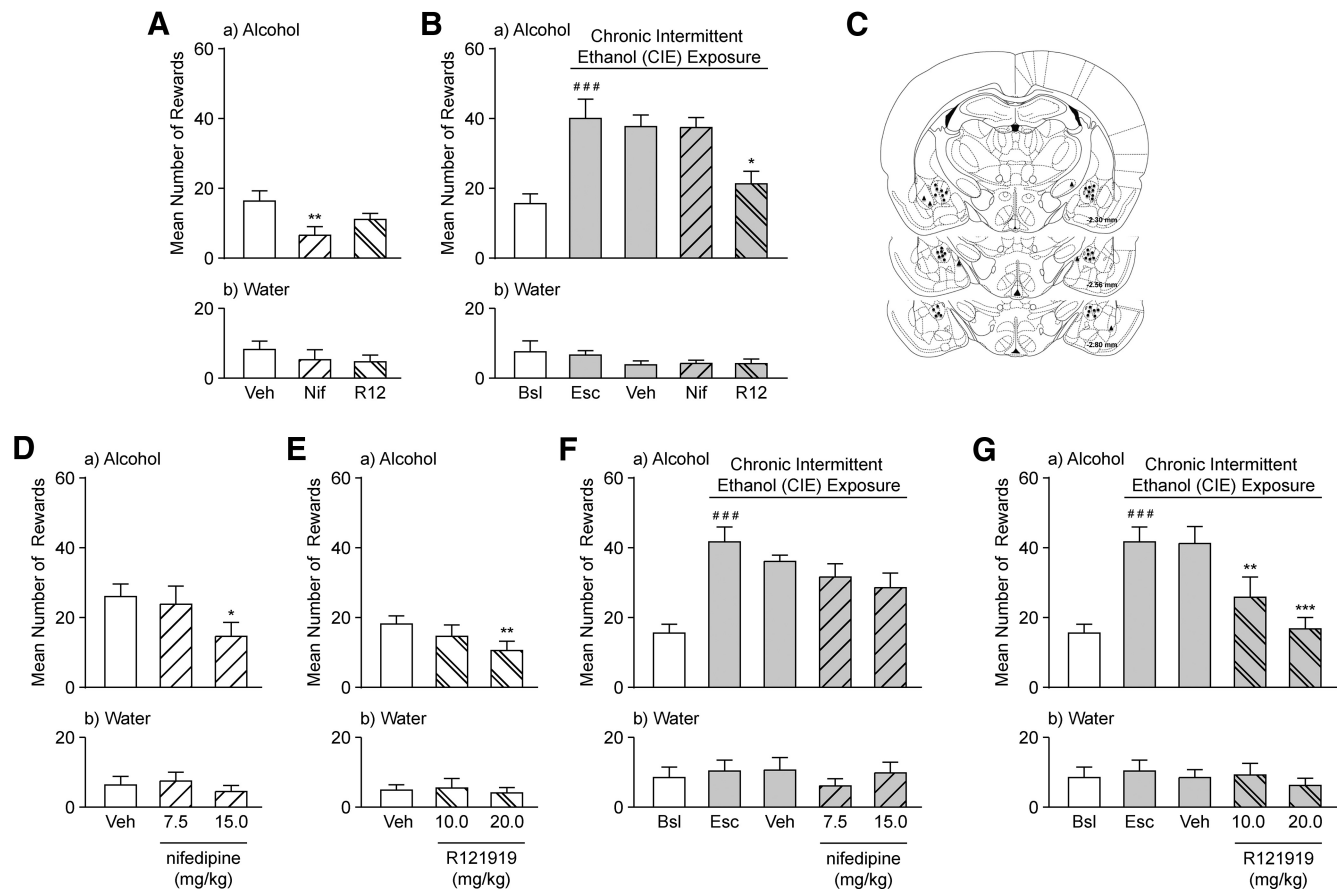 A
a) Alcohol
Mean Number of Rewards
60
40
20
0
**
b) Water
20
0
Veh Nif R12
B
a) Alcohol
Chronic Intermittent
Ethanol (CIE) Exposure
Mean Number of Rewards
60
40
20
0
###
*
b) Water
20
0
Bsl Esc Veh Nif R12
C
-2.30 mm
-2.56 mm
-2.80 mm
D
a) Alcohol
Mean Number of Rewards
60
40
20
0
*
b) Water
20
0
Veh 7.5 15.0
nifedipine
(mg/kg)
E
a) Alcohol
60
40
20
0
**
b) Water
20
0
Veh 10.0 20.0
R121919
(mg/kg)
F
a) Alcohol
Chronic Intermittent
Ethanol (CIE) Exposure
Mean Number of Rewards
60
40
20
0
###
b) Water
20
0
Bsl Esc Veh 7.5 15.0
nifedipine
(mg/kg)
G
a) Alcohol
Chronic Intermittent
Ethanol (CIE) Exposure
Mean Number of Rewards
60
40
20
0
###
**
***
b) Water
20
0
Bsl Esc Veh 10.0 20.0
R121919
(mg/kg)